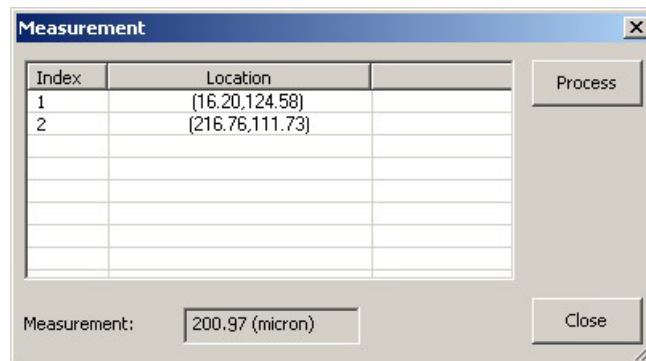 Measurement
Index Location
Process
1 (16.20,124.58)
2 (216.76,111.73)
Measurement: 200.97 (micron)
Close